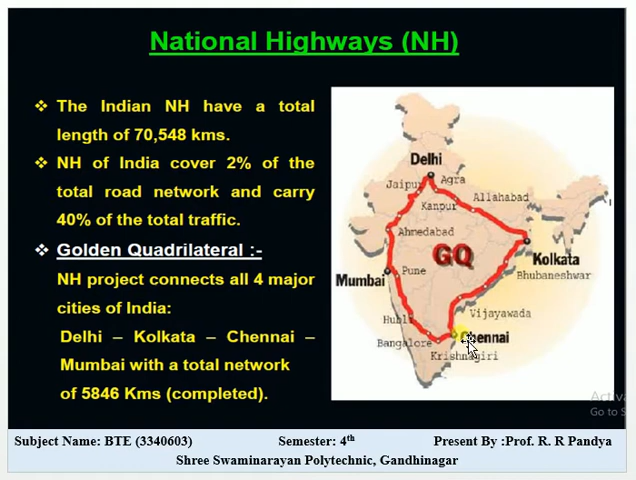 National Highways (NH)
❖ The Indian NH have a total
length of 70,548 kms.
❖ NH of India cover 2% of the
total road network and carry
40% of the total traffic.
❖ Golden Quadrilateral :-
NH project connects all 4 major
cities of India:
Delhi – Kolkata – Chennai –
Mumbai with a total network
of 5846 Kms (completed).
Delhi
Jaipur
Agra
Kanpur
Allahabad
Ahmedabad
GQ
Kolkata
Mumbai
Pune
Bhubaneshwar
Vijayawada
Hubli
Chennai
Bangalore
Krishnagiri
Go to S
Subject Name: BTE (3340603) Semester: 4th Present By :Prof. R. R Pandya
Shree Swaminarayan Polytechnic, Gandhinagar